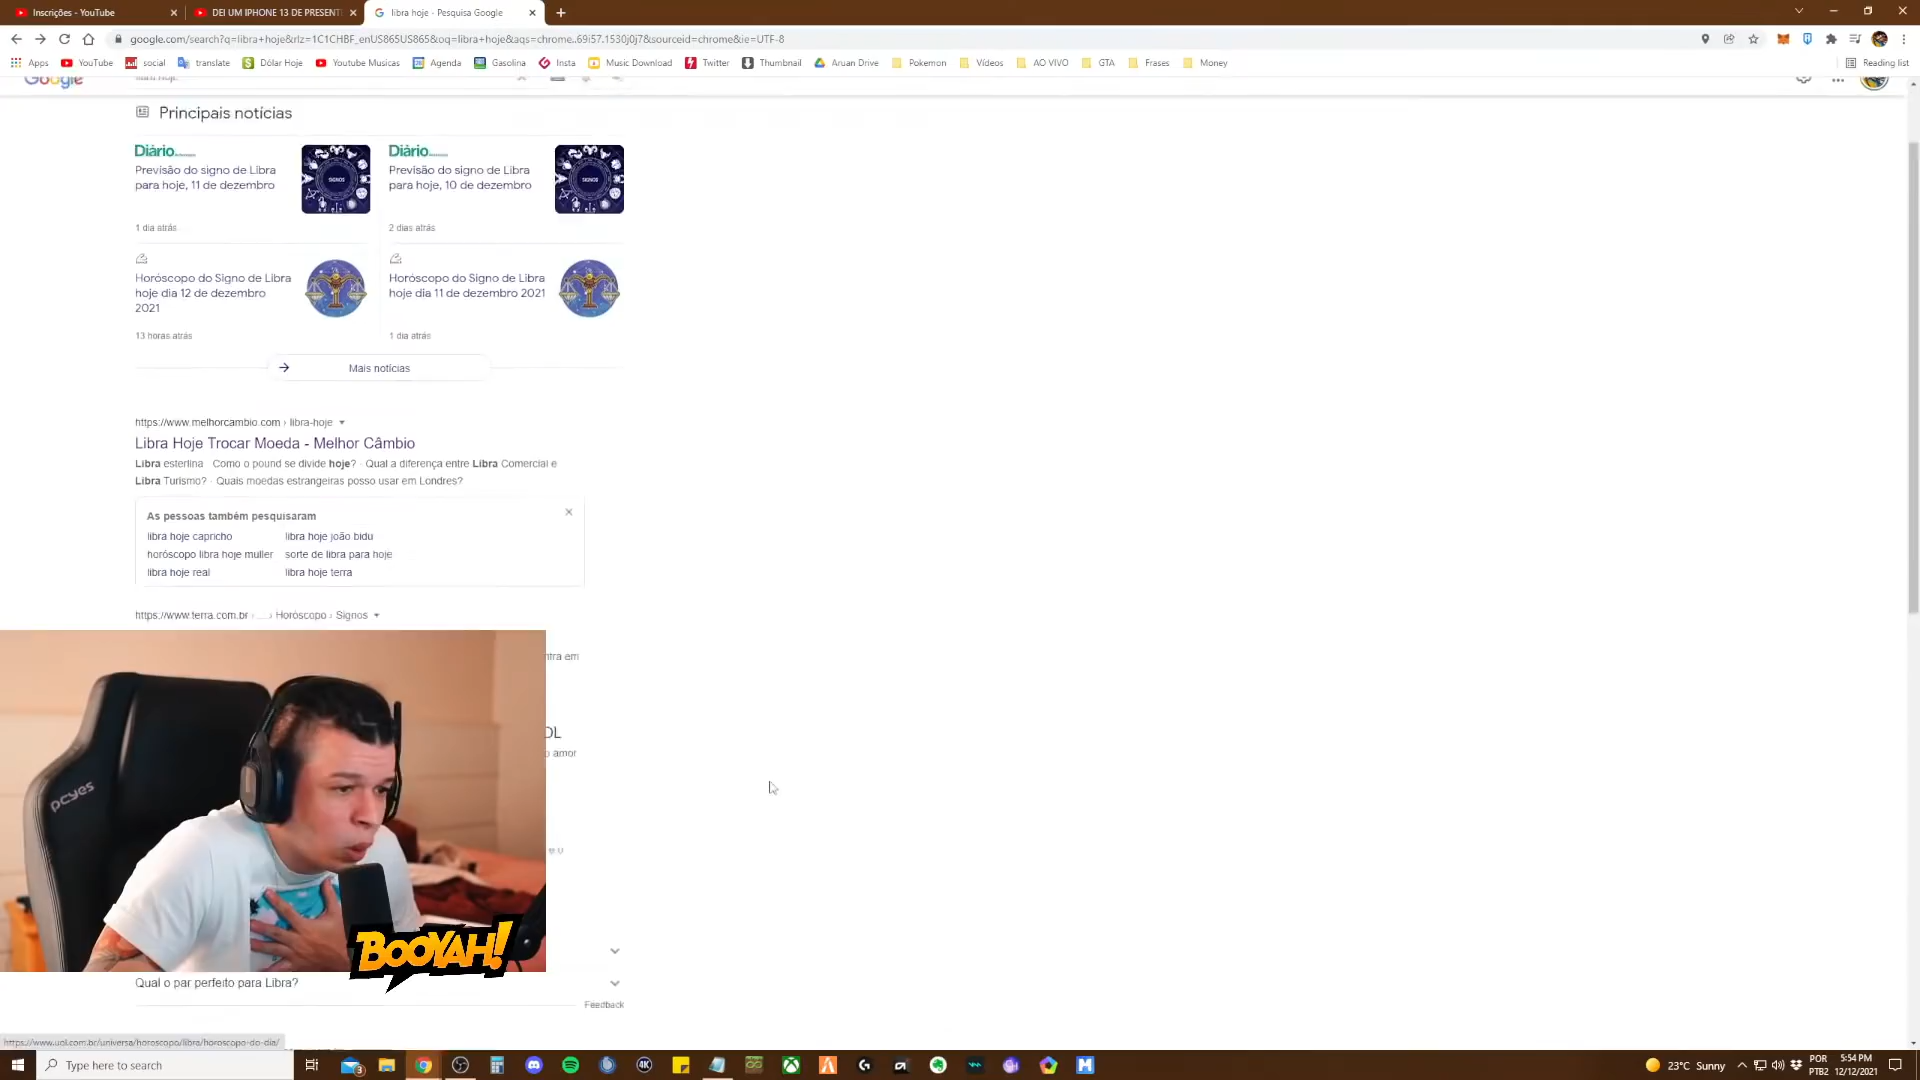 Inscrições - YouTube
DEI UM IPHONE 13 DE PRESENT
libra hoje - Pesquisa Google
google.com/search?q=libra+hoje&rlz=1C1CHBF_enUS865US865&oq=libra+hoje&aqs=chrome..69i57.1530j0j7&sourceid=chrome&ie=UTF-8
Apps YouTube social translate Dólar Hoje Youtube Musicas Agenda Gasolina Insta Music Download Twitter Thumbnail Aruan Drive Pokemon Vídeos AO VIVO GTA Frases Money Reading list
Google
Principais notícias
Diário
Previsão do signo de Libra
para hoje, 11 de dezembro
SIGNOS
1 dia atrás
Diário
Previsão do signo de Libra
para hoje, 10 de dezembro
SIGNOS
2 dias atrás
Horóscopo do Signo de Libra
hoje dia 12 de dezembro
2021
13 horas atrás
Horóscopo do Signo de Libra
hoje dia 11 de dezembro 2021
1 dia atrás
Mais notícias
https://www.melhorcambio.com › libra-hoje
Libra Hoje Trocar Moeda - Melhor Câmbio
Libra esterlina · Como o pound se divide hoje? · Qual a diferença entre Libra Comercial e
Libra Turismo? · Quais moedas estrangeiras posso usar em Londres?
As pessoas também pesquisaram
libra hoje capricho libra hoje joão bidu
horóscopo libra hoje muller sorte de libra para hoje
libra hoje real libra hoje terra
https://www.terra.com.br › ... › Horóscopo › Signos
ntra em
OL
o amor
e o
pcyes
BOOYAH!
Qual o par perfeito para Libra?
Feedback
https://www.uol.com.br/universa/horoscopo/libra/horoscopo-do-dia/
Type here to search
3
4K
23°C Sunny
POR
PTB2
5:54 PM
12/12/2021